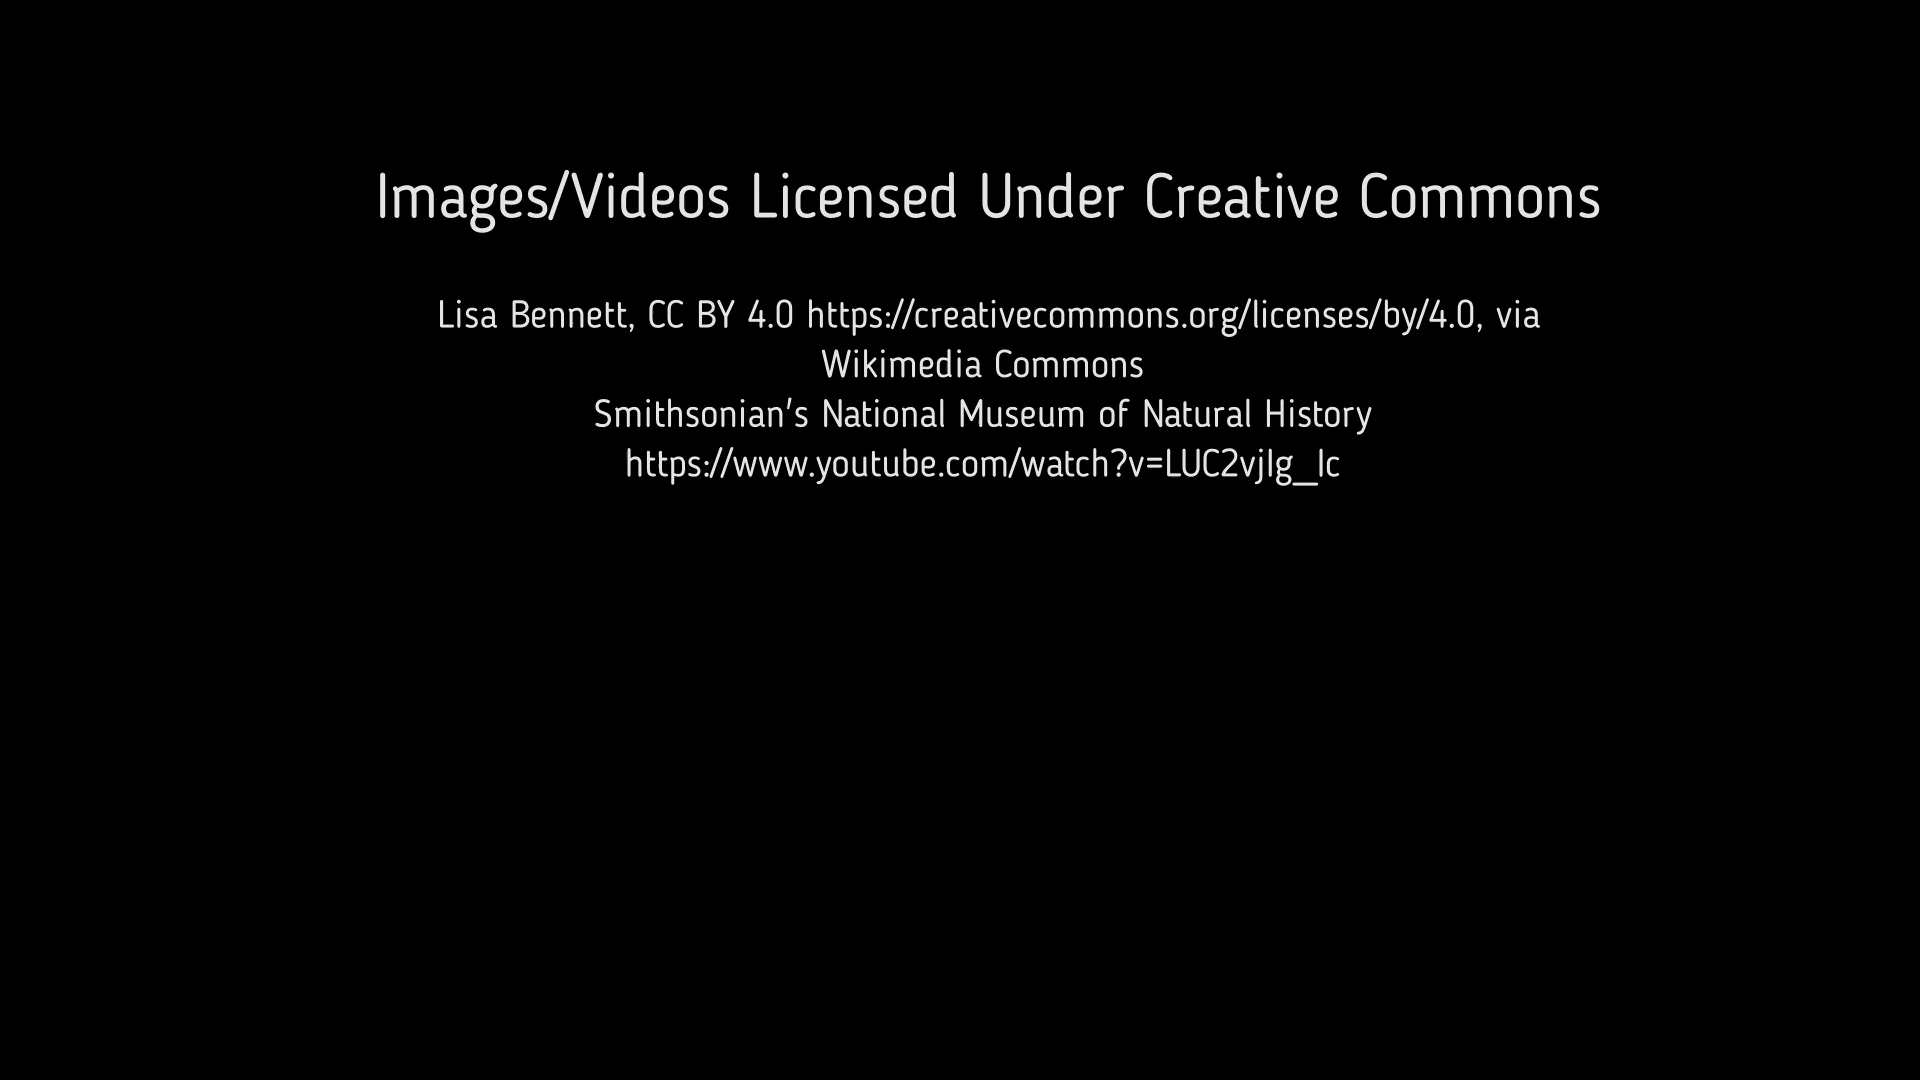 Images/Videos Licensed Under Creative Commons
Lisa Bennett, CC BY 4.0 https://creativecommons.org/licenses/by/4.0, via
Wikimedia Commons
Smithsonian's National Museum of Natural History
https://www.youtube.com/watch?v=LUC2vjIg_Ic